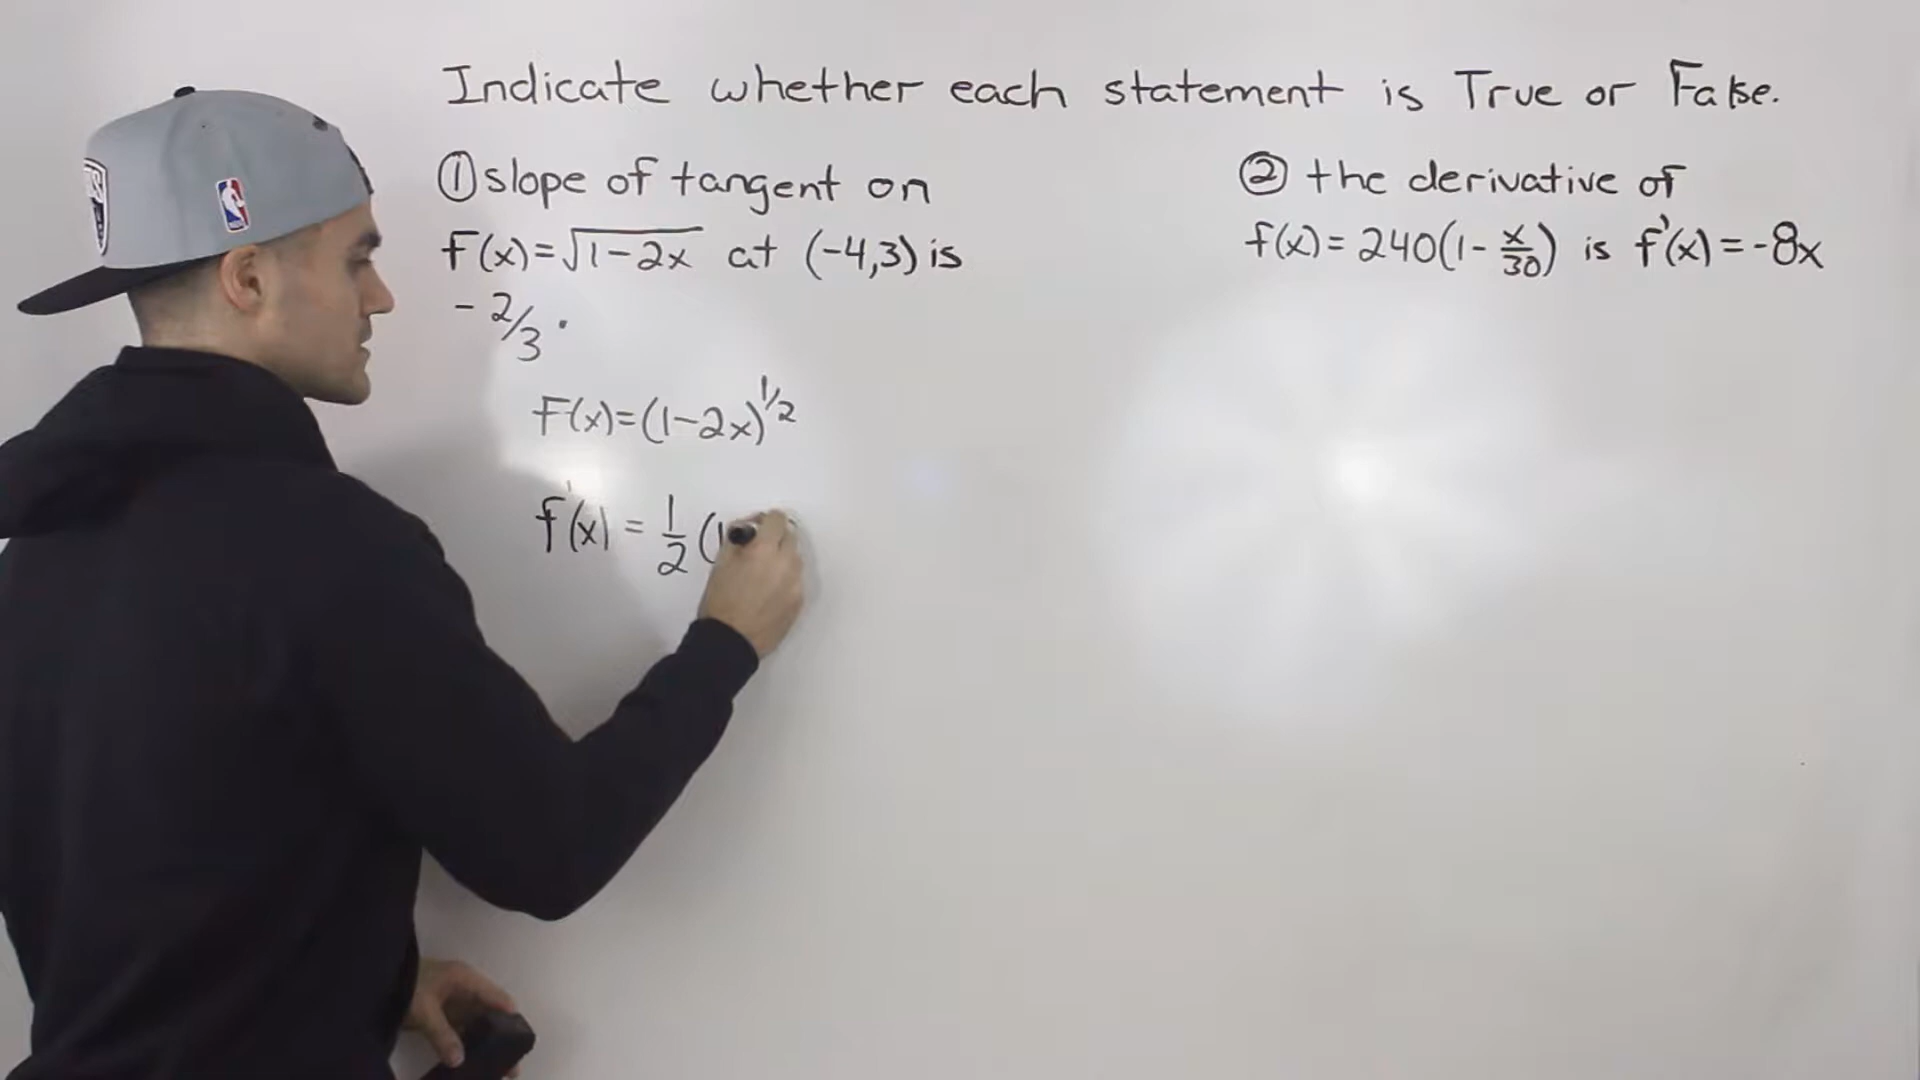 Indicate whether each statement is True or False.
① slope of tangent on
f(x)=√1-2x at (-4,3) is
-2/3.
f(x)=(1-2x)^1/2
f'(x) = 1/2 (1
② the derivative of
f(x)=240(1-x/30) is f'(x)=-8x